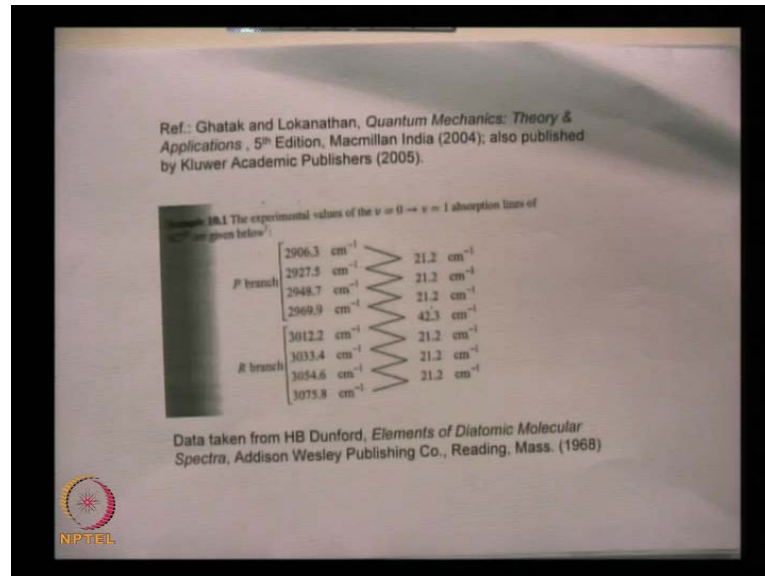 Ref.: Ghatak and Lokanathan, Quantum Mechanics: Theory &
Applications , 5th Edition, Macmillan India (2004); also published
by Kluwer Academic Publishers (2005).
10.1 The experimental values of the v = 0 → v = 1 absorption lines of
are given below
2906.3 cm⁻¹ 21.2 cm⁻¹
P branch 2927.5 cm⁻¹ 21.2 cm⁻¹
2948.7 cm⁻¹ 21.2 cm⁻¹
2969.9 cm⁻¹ 42.3 cm⁻¹
3012.2 cm⁻¹ 21.2 cm⁻¹
R branch 3033.4 cm⁻¹ 21.2 cm⁻¹
3054.6 cm⁻¹ 21.2 cm⁻¹
3075.8 cm⁻¹
Data taken from HB Dunford, Elements of Diatomic Molecular
Spectra, Addison Wesley Publishing Co., Reading, Mass. (1968)
NPTEL